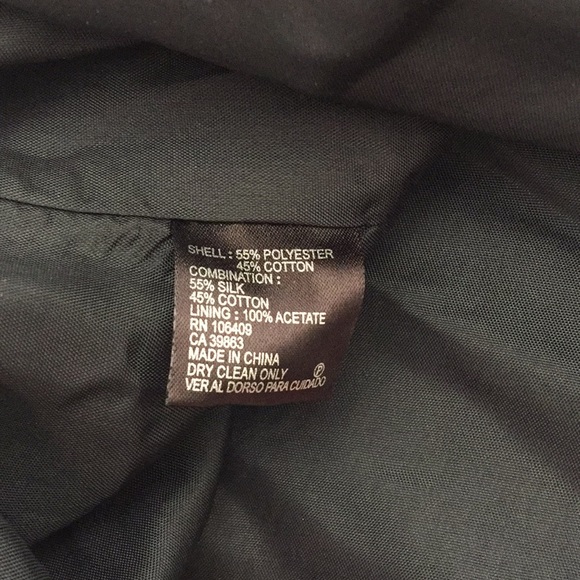 SHELL : 55% POLYESTER
45% COTTON
COMBINATION :
55% SILK
45% COTTON
LINING : 100% ACETATE
RN 106409
CA 39863
MADE IN CHINA
DRY CLEAN ONLY P
VER AL DORSO PARA CUIDADO